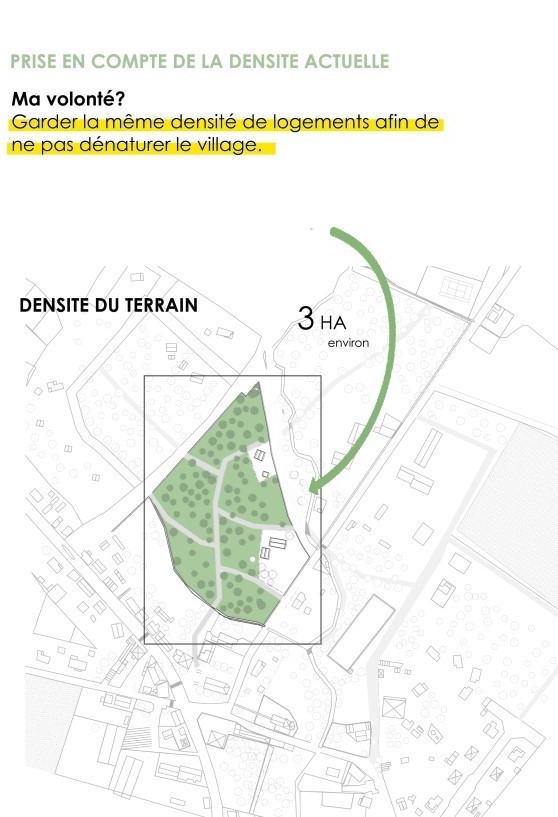 PRISE EN COMPTE DE LA DENSITE ACTUELLE
Ma volonté?
Garder la même densité de logements afin de
ne pas dénaturer le village.
DENSITE DU TERRAIN
3 HA
environ